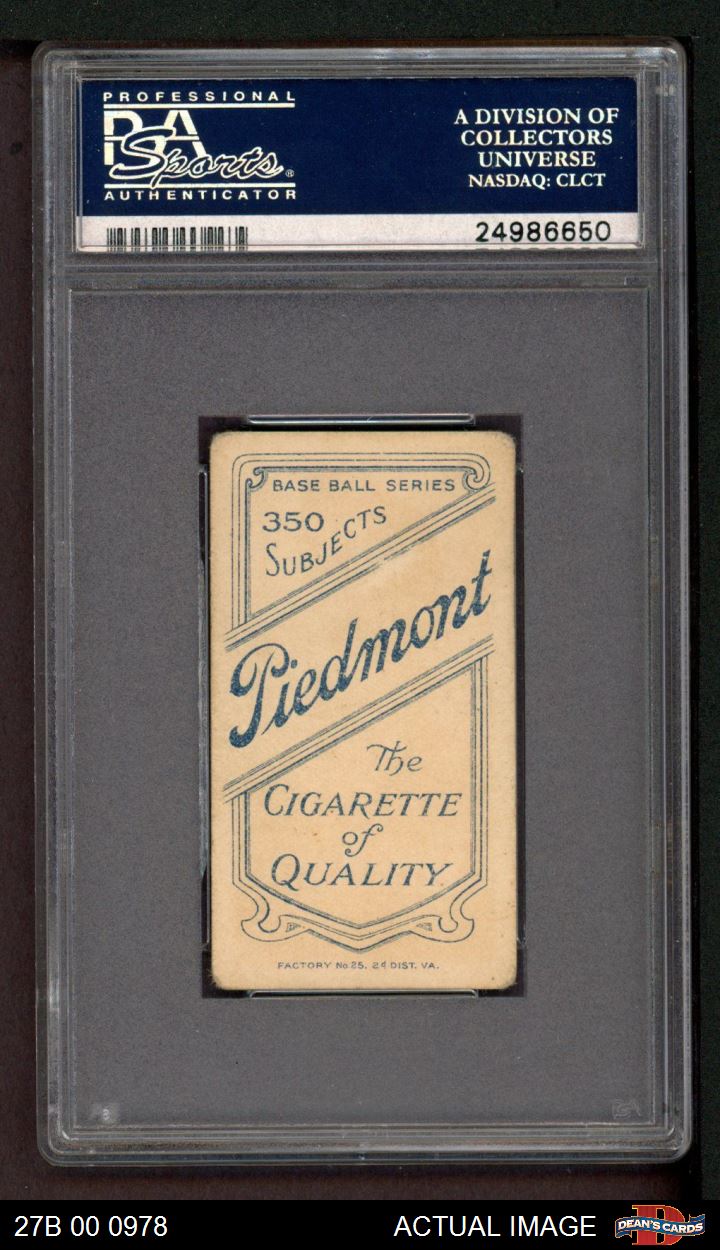 PROFESSIONAL
PSA
Sports®
AUTHENTICATOR
A DIVISION OF
COLLECTORS
UNIVERSE
NASDAQ: CLCT
24986650
BASE BALL SERIES
350
SUBJECTS
Piedmont
The
CIGARETTE
of
QUALITY
FACTORY No 25. 2d DIST. VA.
PSA
27B 00 0978
ACTUAL IMAGE
D
DEAN'S CARDS